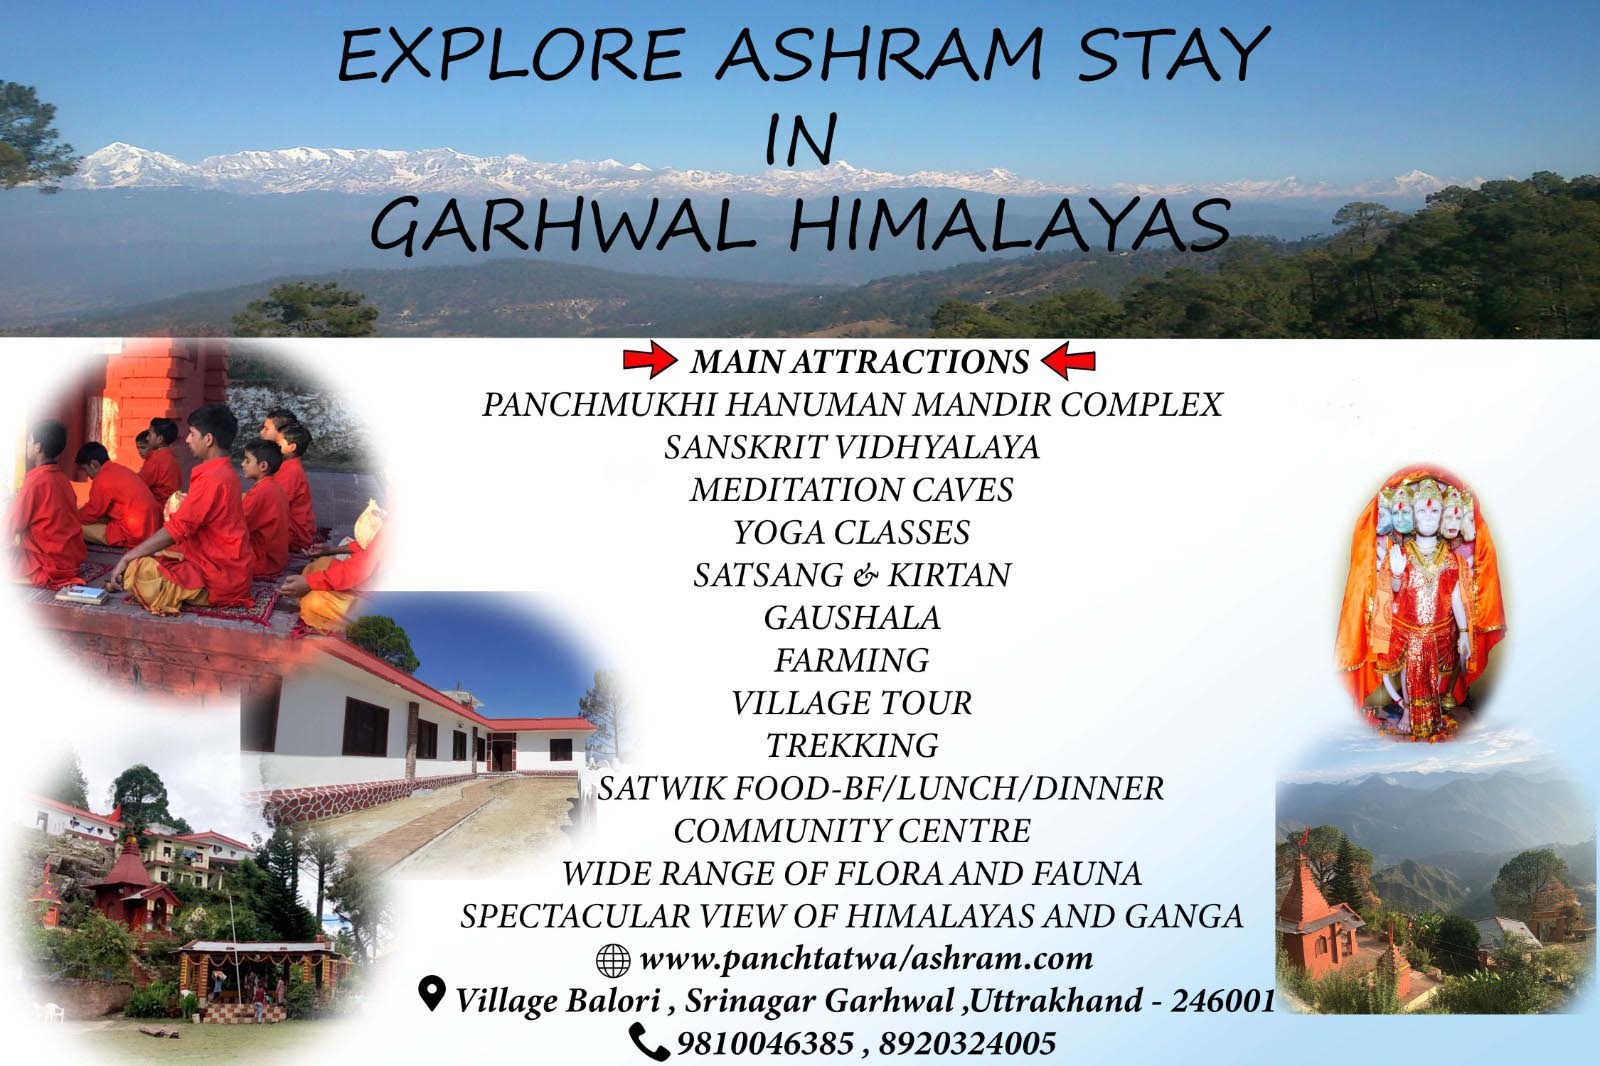 EXPLORE ASHRAM STAY
IN
GARHWAL HIMALAYAS
MAIN ATTRACTIONS
PANCHMUKHI HANUMAN MANDIR COMPLEX
SANSKRIT VIDHYALAYA
MEDITATION CAVES
YOGA CLASSES
SATSANG & KIRTAN
GAUSHALA
FARMING
VILLAGE TOUR
TREKKING
SATWIK FOOD-BF/LUNCH/DINNER
COMMUNITY CENTRE
WIDE RANGE OF FLORA AND FAUNA
SPECTACULAR VIEW OF HIMALAYAS AND GANGA
www.panchtatwa/ashram.com
Village Balori , Srinagar Garhwal ,Uttrakhand - 246001
9810046385 , 8920324005